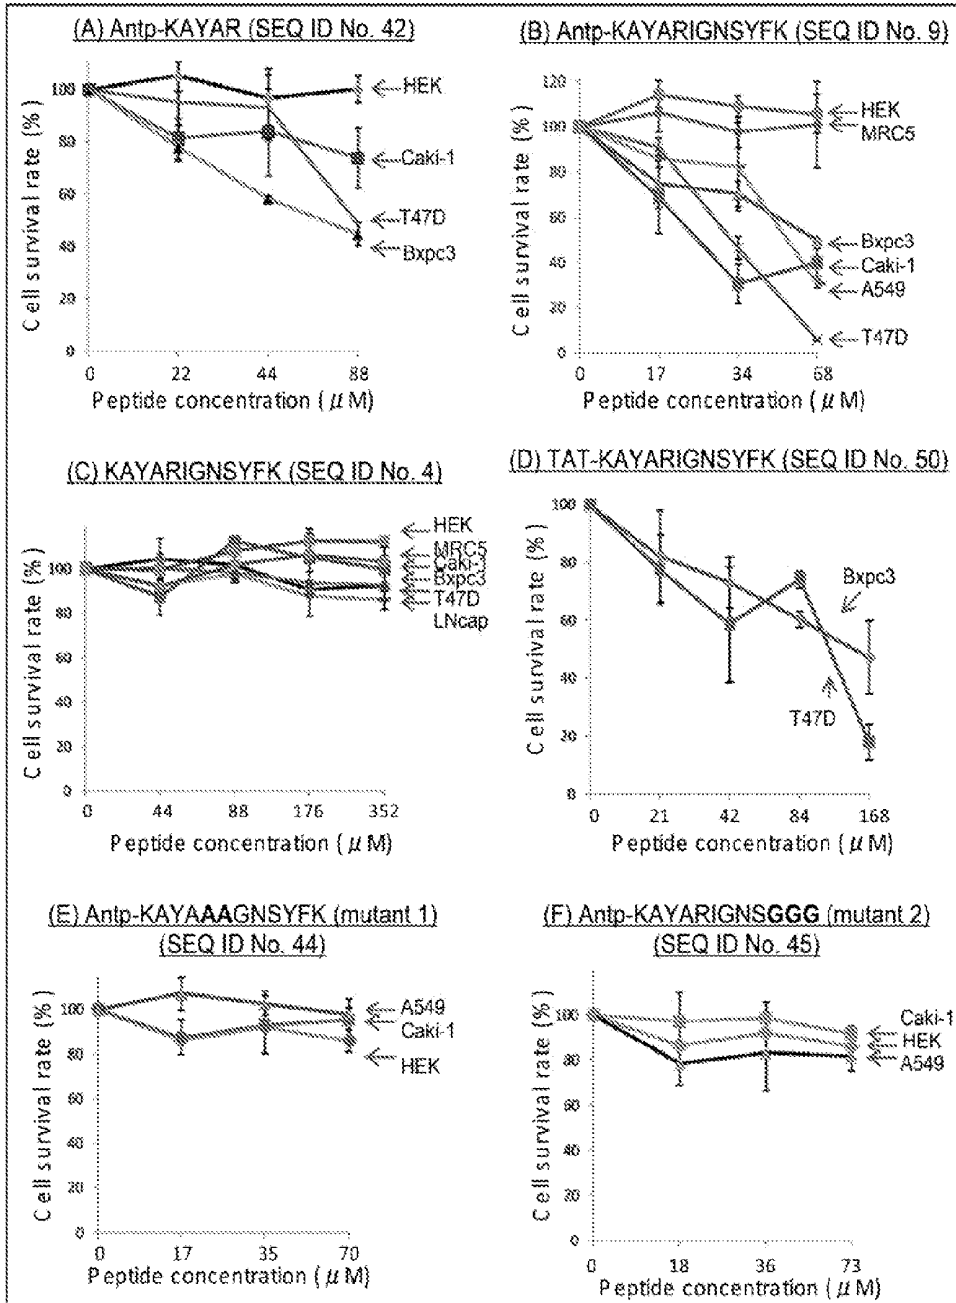 (A) Antp-KAYAR (SEQ ID No. 42)
Cell survival rate (%)
100
80
60
40
20
0
0 22 44 88
Peptide concentration ( μ M)
HEK
Caki-1
T47D
Bxpc3
(B) Antp-KAYARIGNSYFK (SEQ ID No. 9)
Cell survival rate (%)
120
100
80
60
40
20
0
0 17 34 68
Peptide concentration ( μ M)
HEK
MRC5
Bxpc3
Caki-1
A549
T47D
(C) KAYARIGNSYFK (SEQ ID No. 4)
Cell survival rate (%)
100
80
60
40
20
0
0 44 88 176 352
Peptide concentration ( μ M)
HEK
MRC5
Caki-1
Bxpc3
T47D
LNcap
(D) TAT-KAYARIGNSYFK (SEQ ID No. 50)
Cell survival rate (%)
100
80
60
40
20
0
0 21 42 84 168
Peptide concentration ( μ M)
Bxpc3
T47D
(E) Antp-KAYAAAGNSYFK (mutant 1)
(SEQ ID No. 44)
Cell survival rate (%)
100
80
60
40
20
0
0 17 35 70
Peptide concentration ( μ M)
A549
Caki-1
HEK
(F) Antp-KAYARIGNSGGG (mutant 2)
(SEQ ID No. 45)
Cell survival rate (%)
100
80
60
40
20
0
0 18 36 73
Peptide concentration ( μ M)
Caki-1
HEK
A549